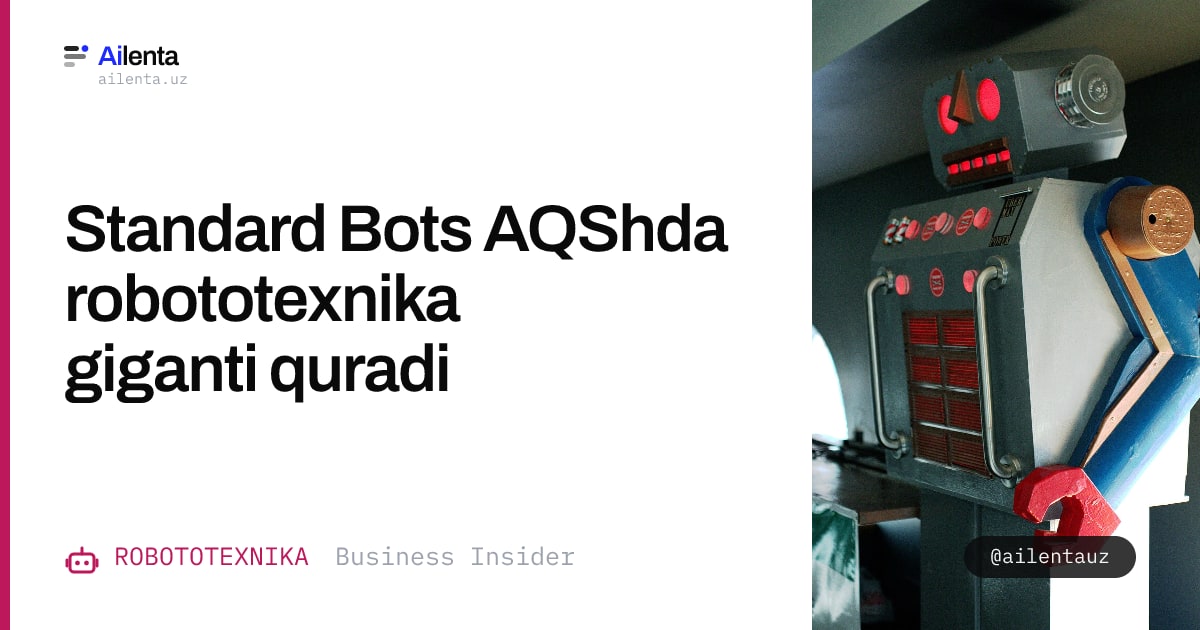 Ailenta
ailenta.uz
Standard Bots AQShda
robototexnika
giganti quradi
ROBOTOTEXNIKA Business Insider
@ailentauz